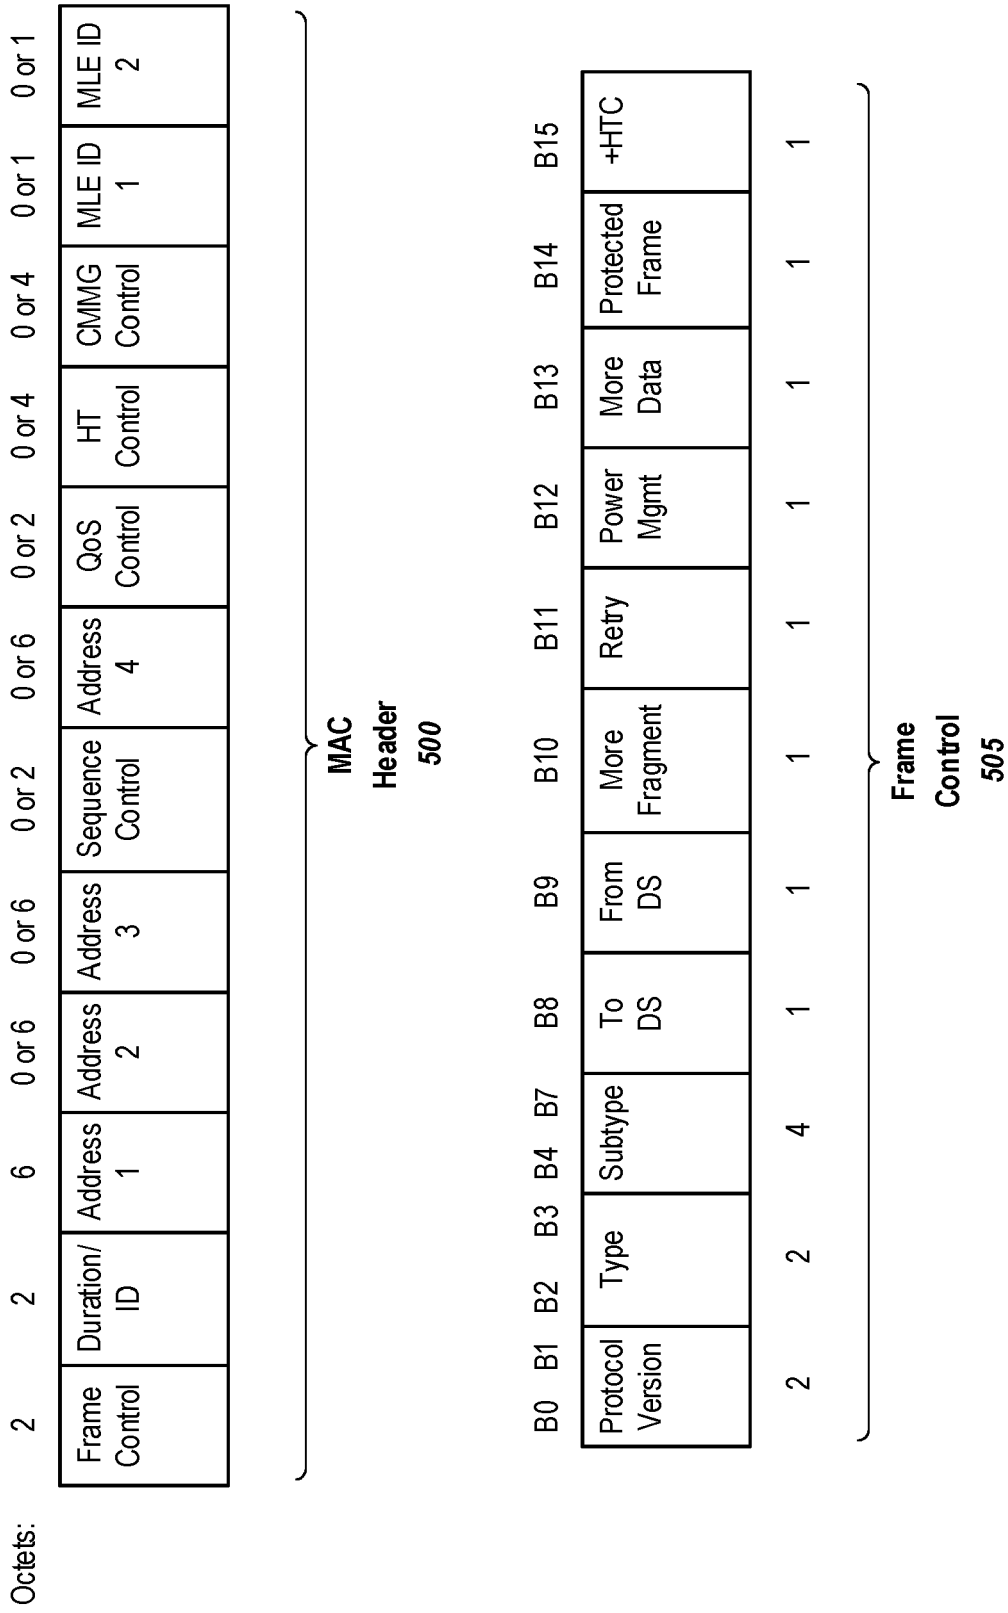 Octets:
2
2
6
0 or 6
0 or 6
0 or 2
0 or 6
0 or 2
0 or 4
0 or 4
0 or 1
0 or 1
Frame
Control
Duration/
ID
Address
1
Address
2
Address
3
Sequence
Control
Address
4
QoS
Control
HT
Control
CMMG
Control
MLE ID
1
MLE ID
2
MAC
Header
500
B0 B1
B2 B3
B4 B7
B8
B9
B10
B11
B12
B13
B14
B15
Protocol
Version
Type
Subtype
To
DS
From
DS
More
Fragment
Retry
Power
Mgmt
More
Data
Protected
Frame
+HTC
2
2
4
1
1
1
1
1
1
1
1
Frame
Control
505